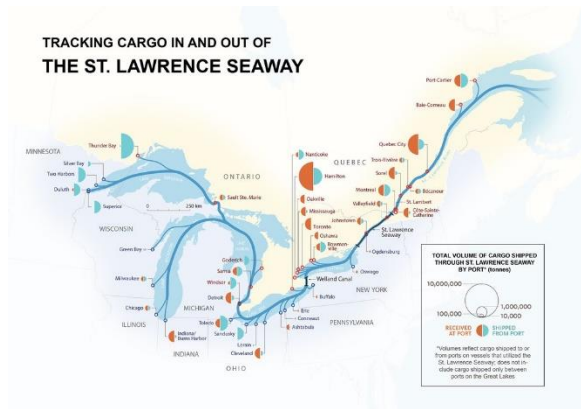 TRACKING CARGO IN AND OUT OF
THE ST. LAWRENCE SEAWAY
Port-Cartier
Baie Comeau
Quebec City
Trois-Rivières
Sorel
QUEBEC
Montreal
Bécancour
Valleyfield
St. Lambert
Côte-Sainte-
Catherine
Johnstown
St. Lawrence
Seaway
Ogdensburg
Nanticoke
Hamilton
Oakville
Mississauga
Toronto
Oshawa
Oswego
Welland Canal
Buffalo
NEW YORK
Erie
Conneaut
Ashtabula
PENNSYLVANIA
MINNESOTA
Thunder Bay
Silver Bay
Two Harbors
Duluth
Superior
ONTARIO
Sault Ste. Marie
0 250 km
WISCONSIN
Green Bay
Milwaukee
Chicago
ILLINOIS
MICHIGAN
Goderich
Sarnia
Windsor
Detroit
Toledo
Sandusky
Lorain
Cleveland
Indiana/
Burns Harbor
INDIANA
OHIO
TOTAL VOLUME OF CARGO SHIPPED
THROUGH ST. LAWRENCE SEAWAY
BY PORT* (tonnes)
10,000,000
1,000,000
100,000
10,000
RECEIVED
AT PORT
SHIPPED
FROM PORT
*Volumes reflect cargo shipped to or
from ports on vessels that utilized the
St. Lawrence Seaway; does not in-
clude cargo shipped only between
ports on the Great Lakes